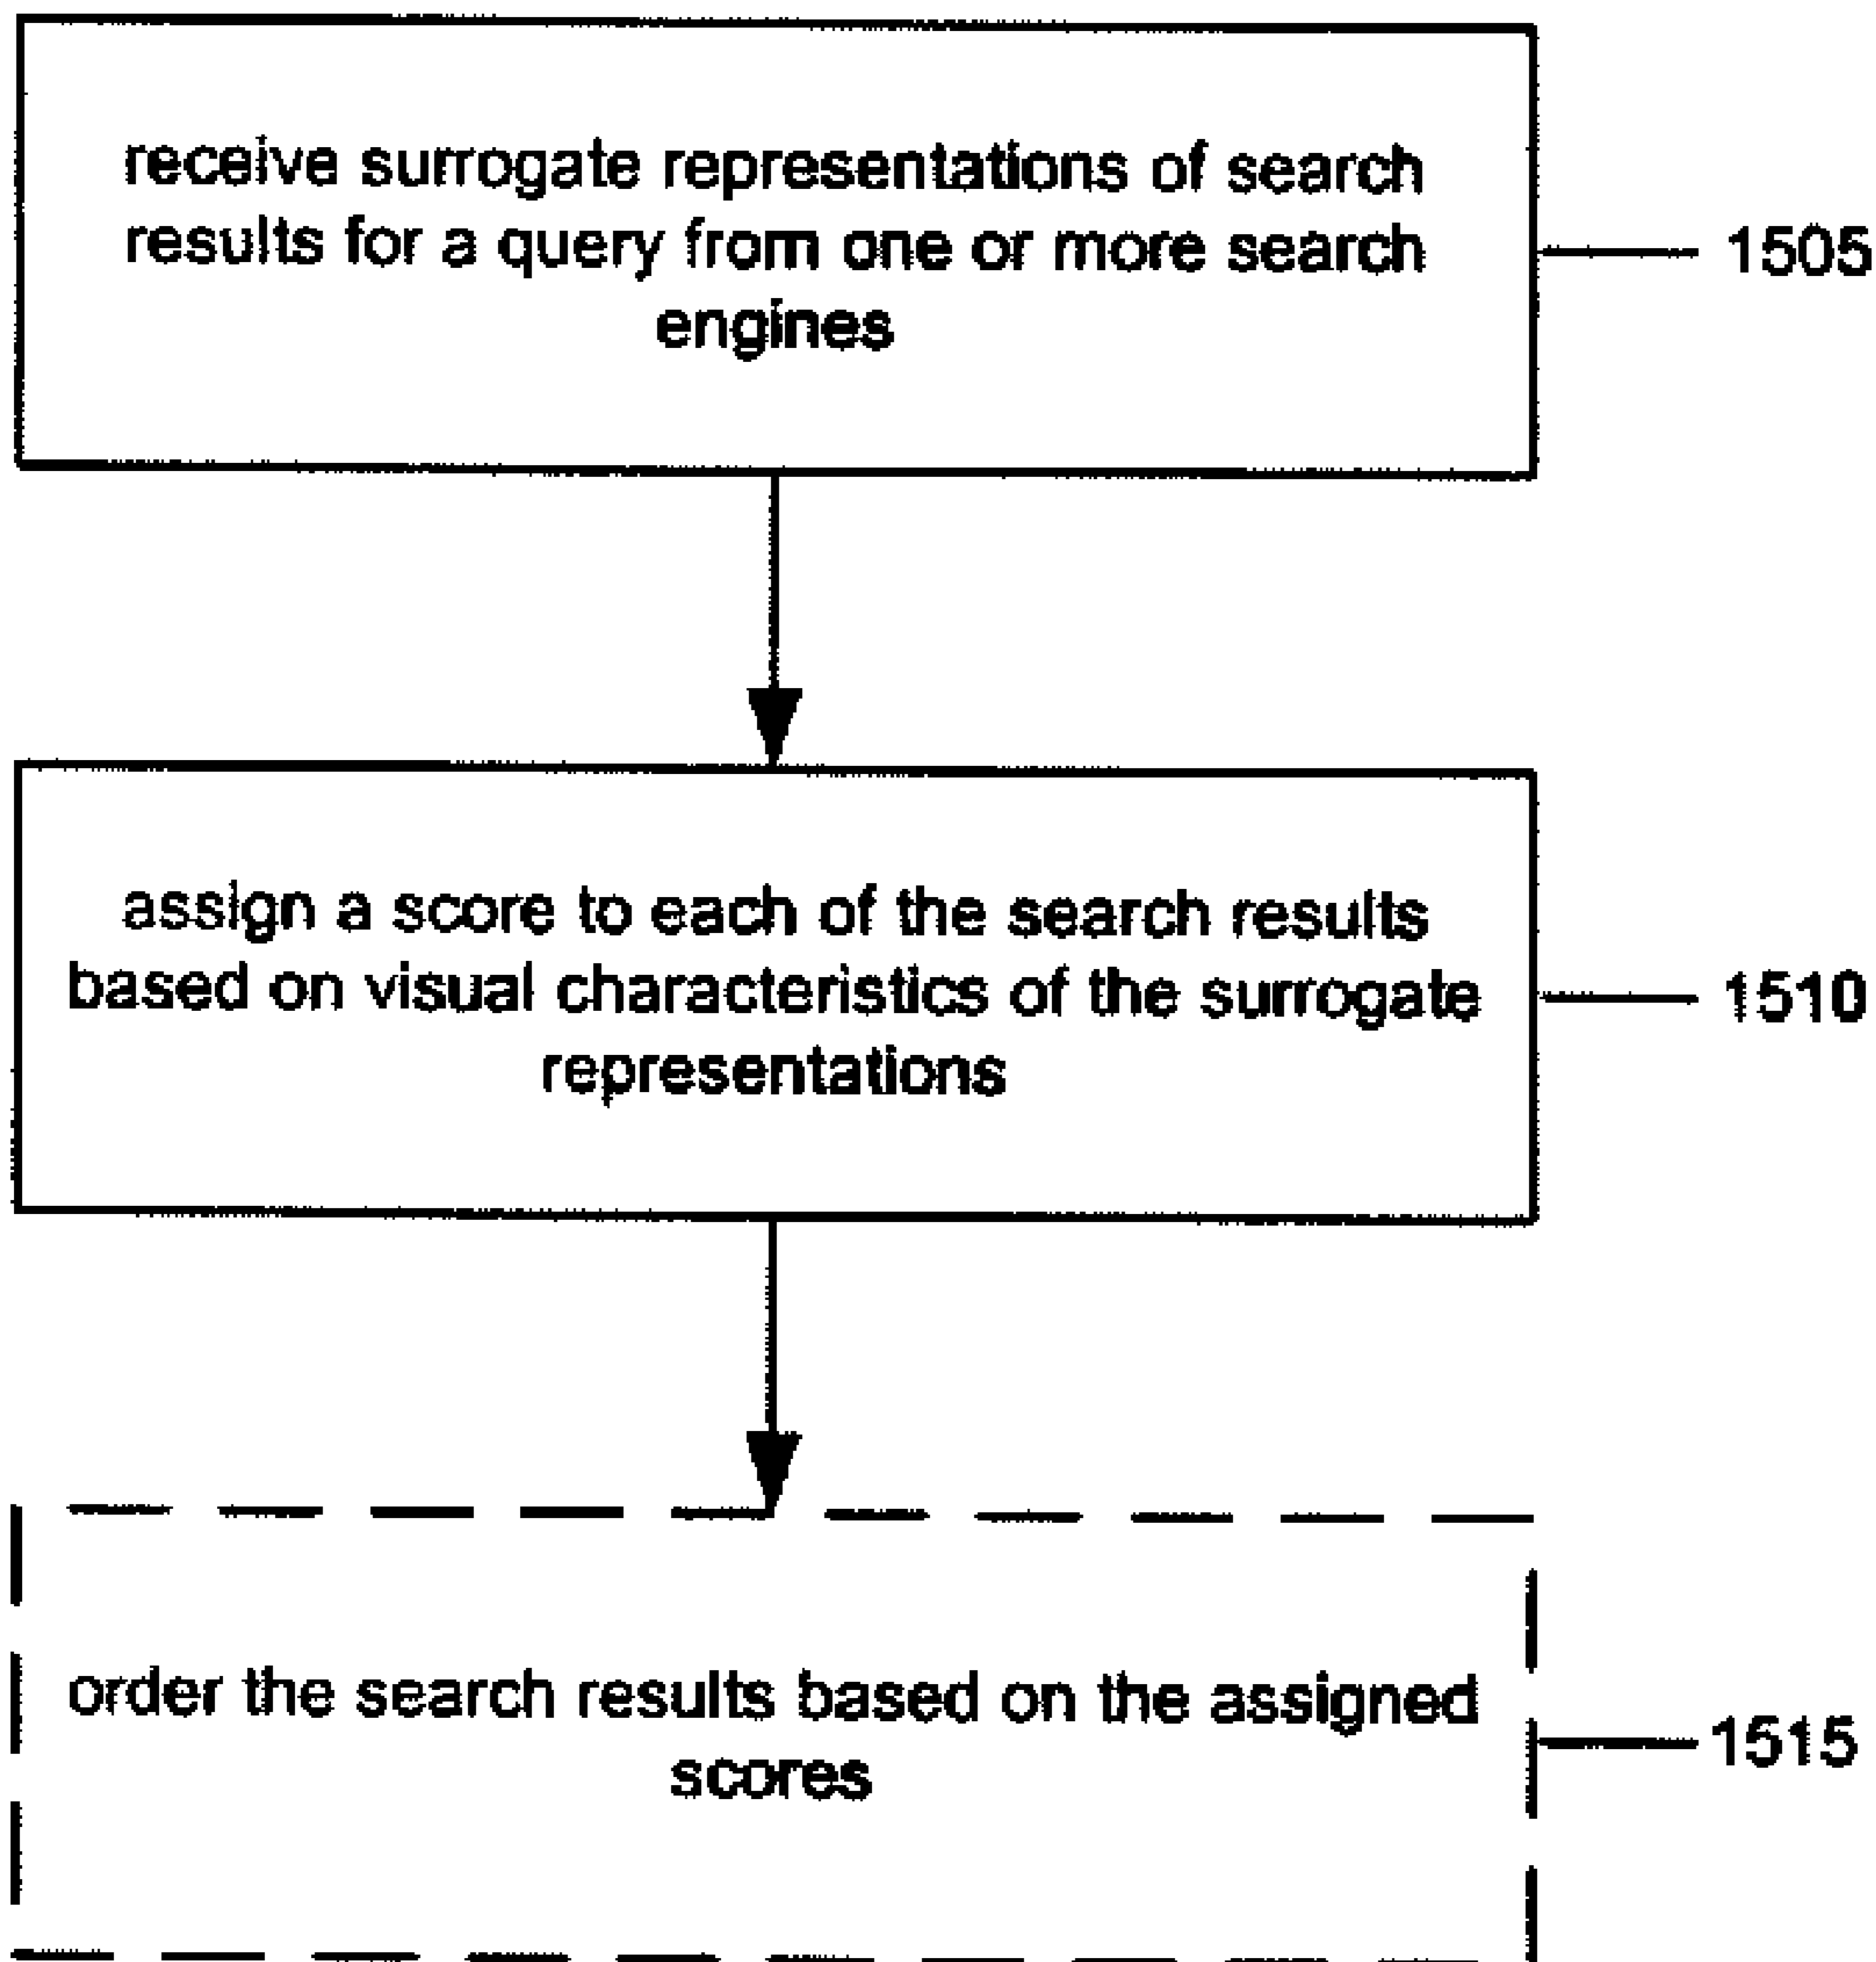 receive surrogate representations of search
results for a query from one or more search
engines
1505
assign a score to each of the search results
based on visual characteristics of the surrogate
representations
1510
order the search results based on the assigned
scores
1515